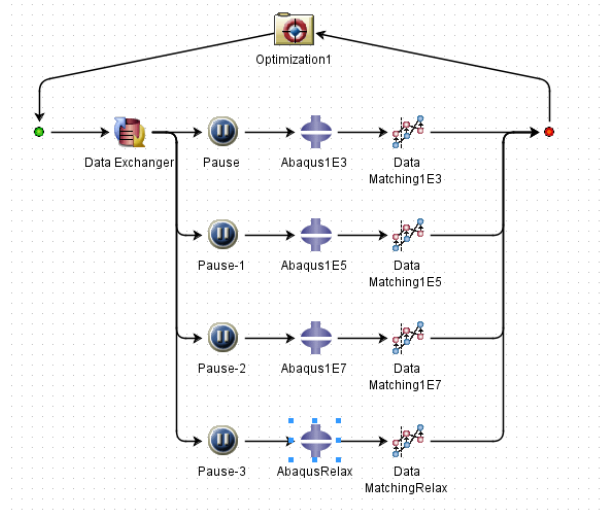 Optimization1
Data Exchanger
Pause
Abaqus1E3
Data
Matching1E3
Pause-1
Abaqus1E5
Data
Matching1E5
Pause-2
Abaqus1E7
Data
Matching1E7
Pause-3
AbaqusRelax
Data
MatchingRelax